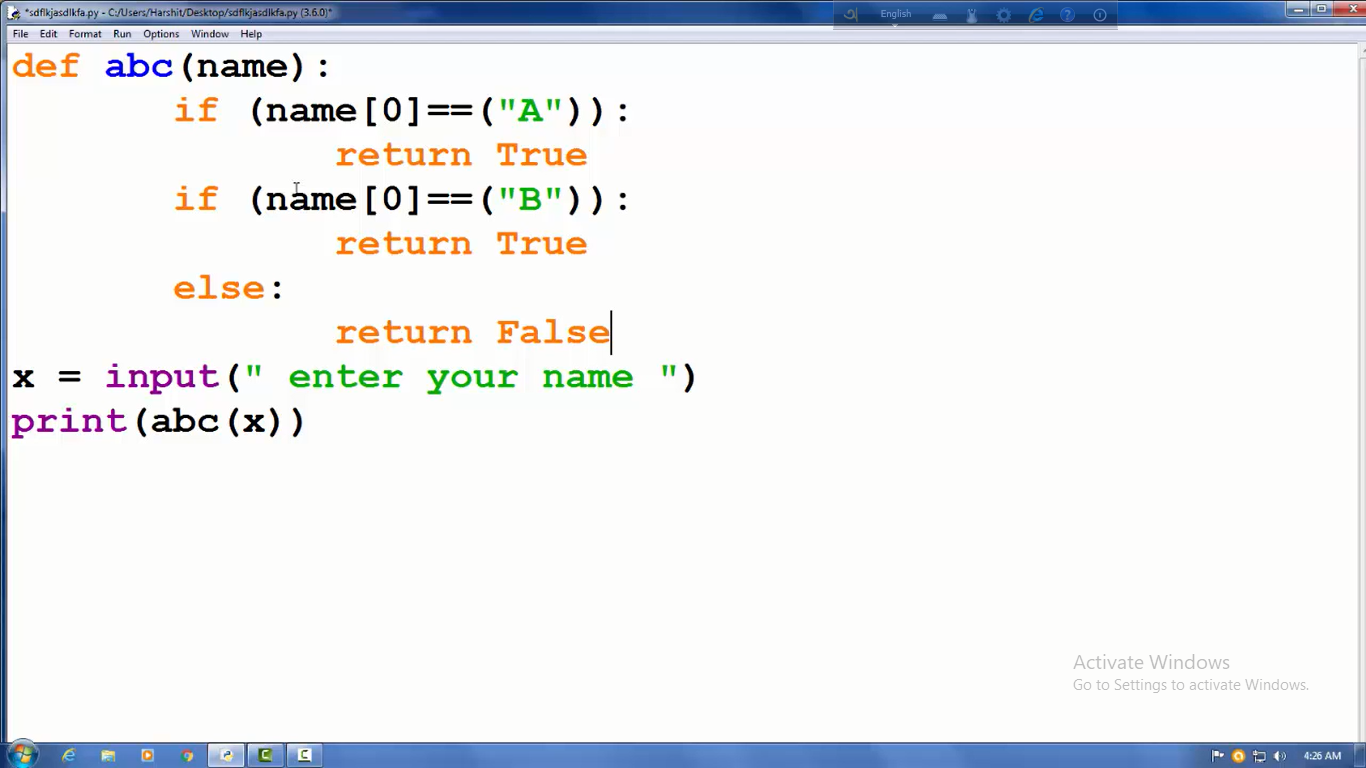 *sdflkjasdlkfa.py - C:/Users/Harshit/Desktop/sdflkjasdlkfa.py (3.6.0)*
English
File Edit Format Run Options Window Help
def abc(name):
if (name[0]==("A")):
return True
if (name[0]==("B")):
return True
else:
return False
x = input(" enter your name ")
print(abc(x))
Activate Windows
Go to Settings to activate Windows.
4:26 AM